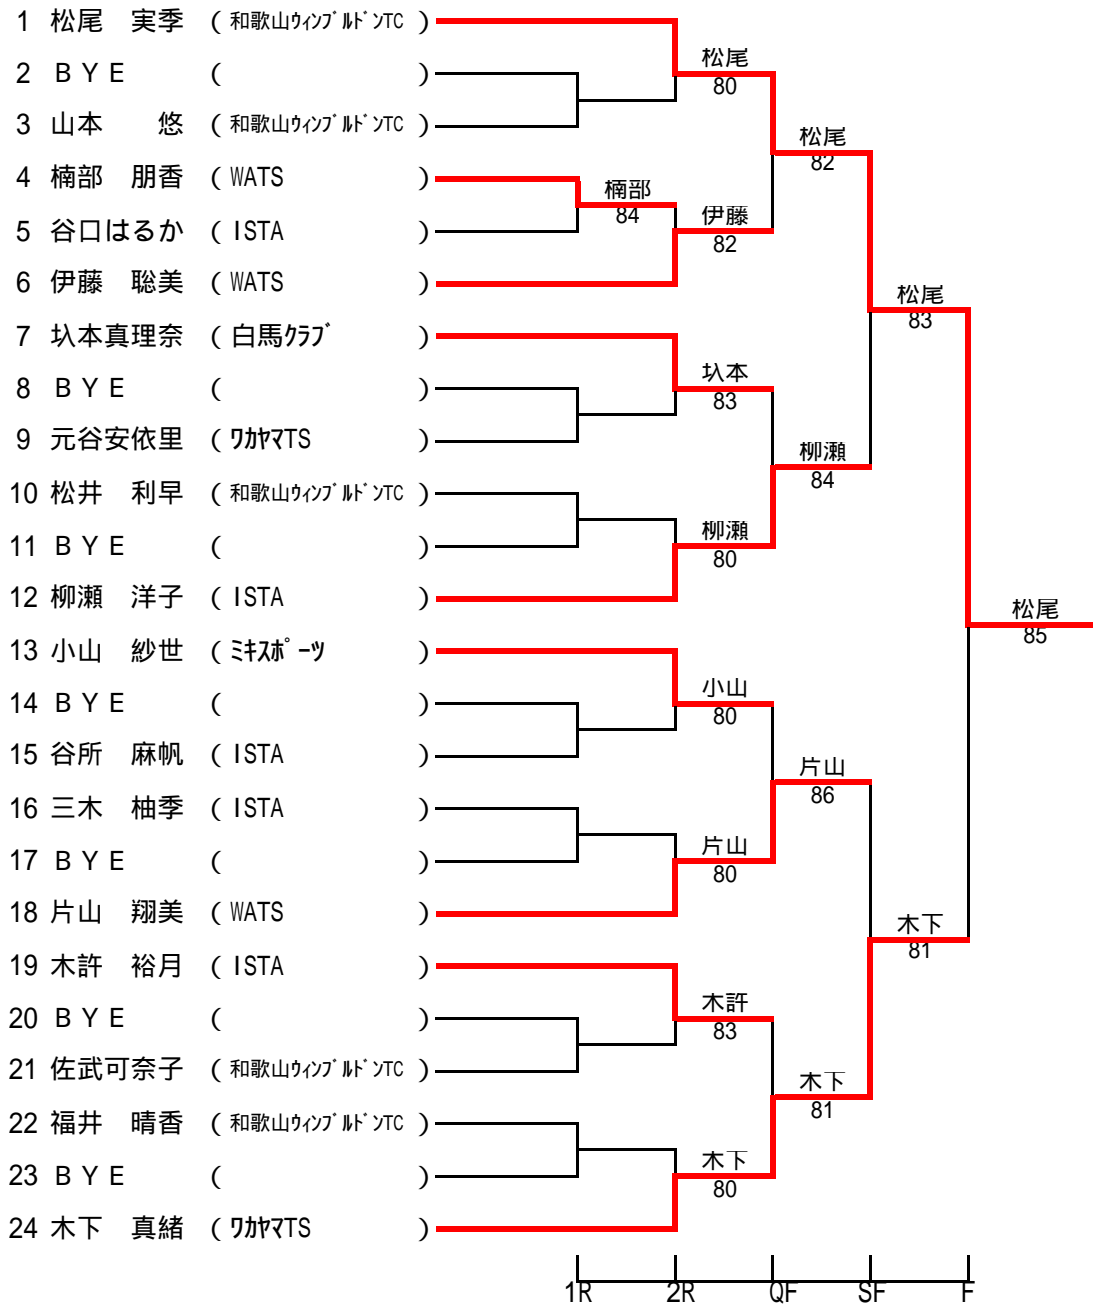 1 松尾　実季 ( 和歌山ｳｨﾝﾌﾞﾙﾄﾞﾝTC )
2 ＢＹＥ ( )
3 山本　　悠 ( 和歌山ｳｨﾝﾌﾞﾙﾄﾞﾝTC )
4 楠部　朋香 ( WATS )
5 谷口はるか ( ISTA )
6 伊藤　聡美 ( WATS )
7 圦本真理奈 ( 白馬ｸﾗﾌﾞ )
8 ＢＹＥ ( )
9 元谷安依里 ( ﾜｶﾔﾏTS )
10 松井　利早 ( 和歌山ｳｨﾝﾌﾞﾙﾄﾞﾝTC )
11 ＢＹＥ ( )
12 柳瀬　洋子 ( ISTA )
13 小山　紗世 ( ﾐｷｽﾎﾟｰﾂ )
14 ＢＹＥ ( )
15 谷所　麻帆 ( ISTA )
16 三木　柚季 ( ISTA )
17 ＢＹＥ ( )
18 片山　翔美 ( WATS )
19 木許　裕月 ( ISTA )
20 ＢＹＥ ( )
21 佐武可奈子 ( 和歌山ｳｨﾝﾌﾞﾙﾄﾞﾝTC )
22 福井　晴香 ( 和歌山ｳｨﾝﾌﾞﾙﾄﾞﾝTC )
23 ＢＹＥ ( )
24 木下　真緒 ( ﾜｶﾔﾏTS )
楠部
84
松尾
80
伊藤
82
圦本
83
柳瀬
80
小山
80
片山
80
木許
83
木下
80
松尾
82
柳瀬
84
片山
86
木下
81
松尾
83
木下
81
松尾
85
1R 2R QF SF F